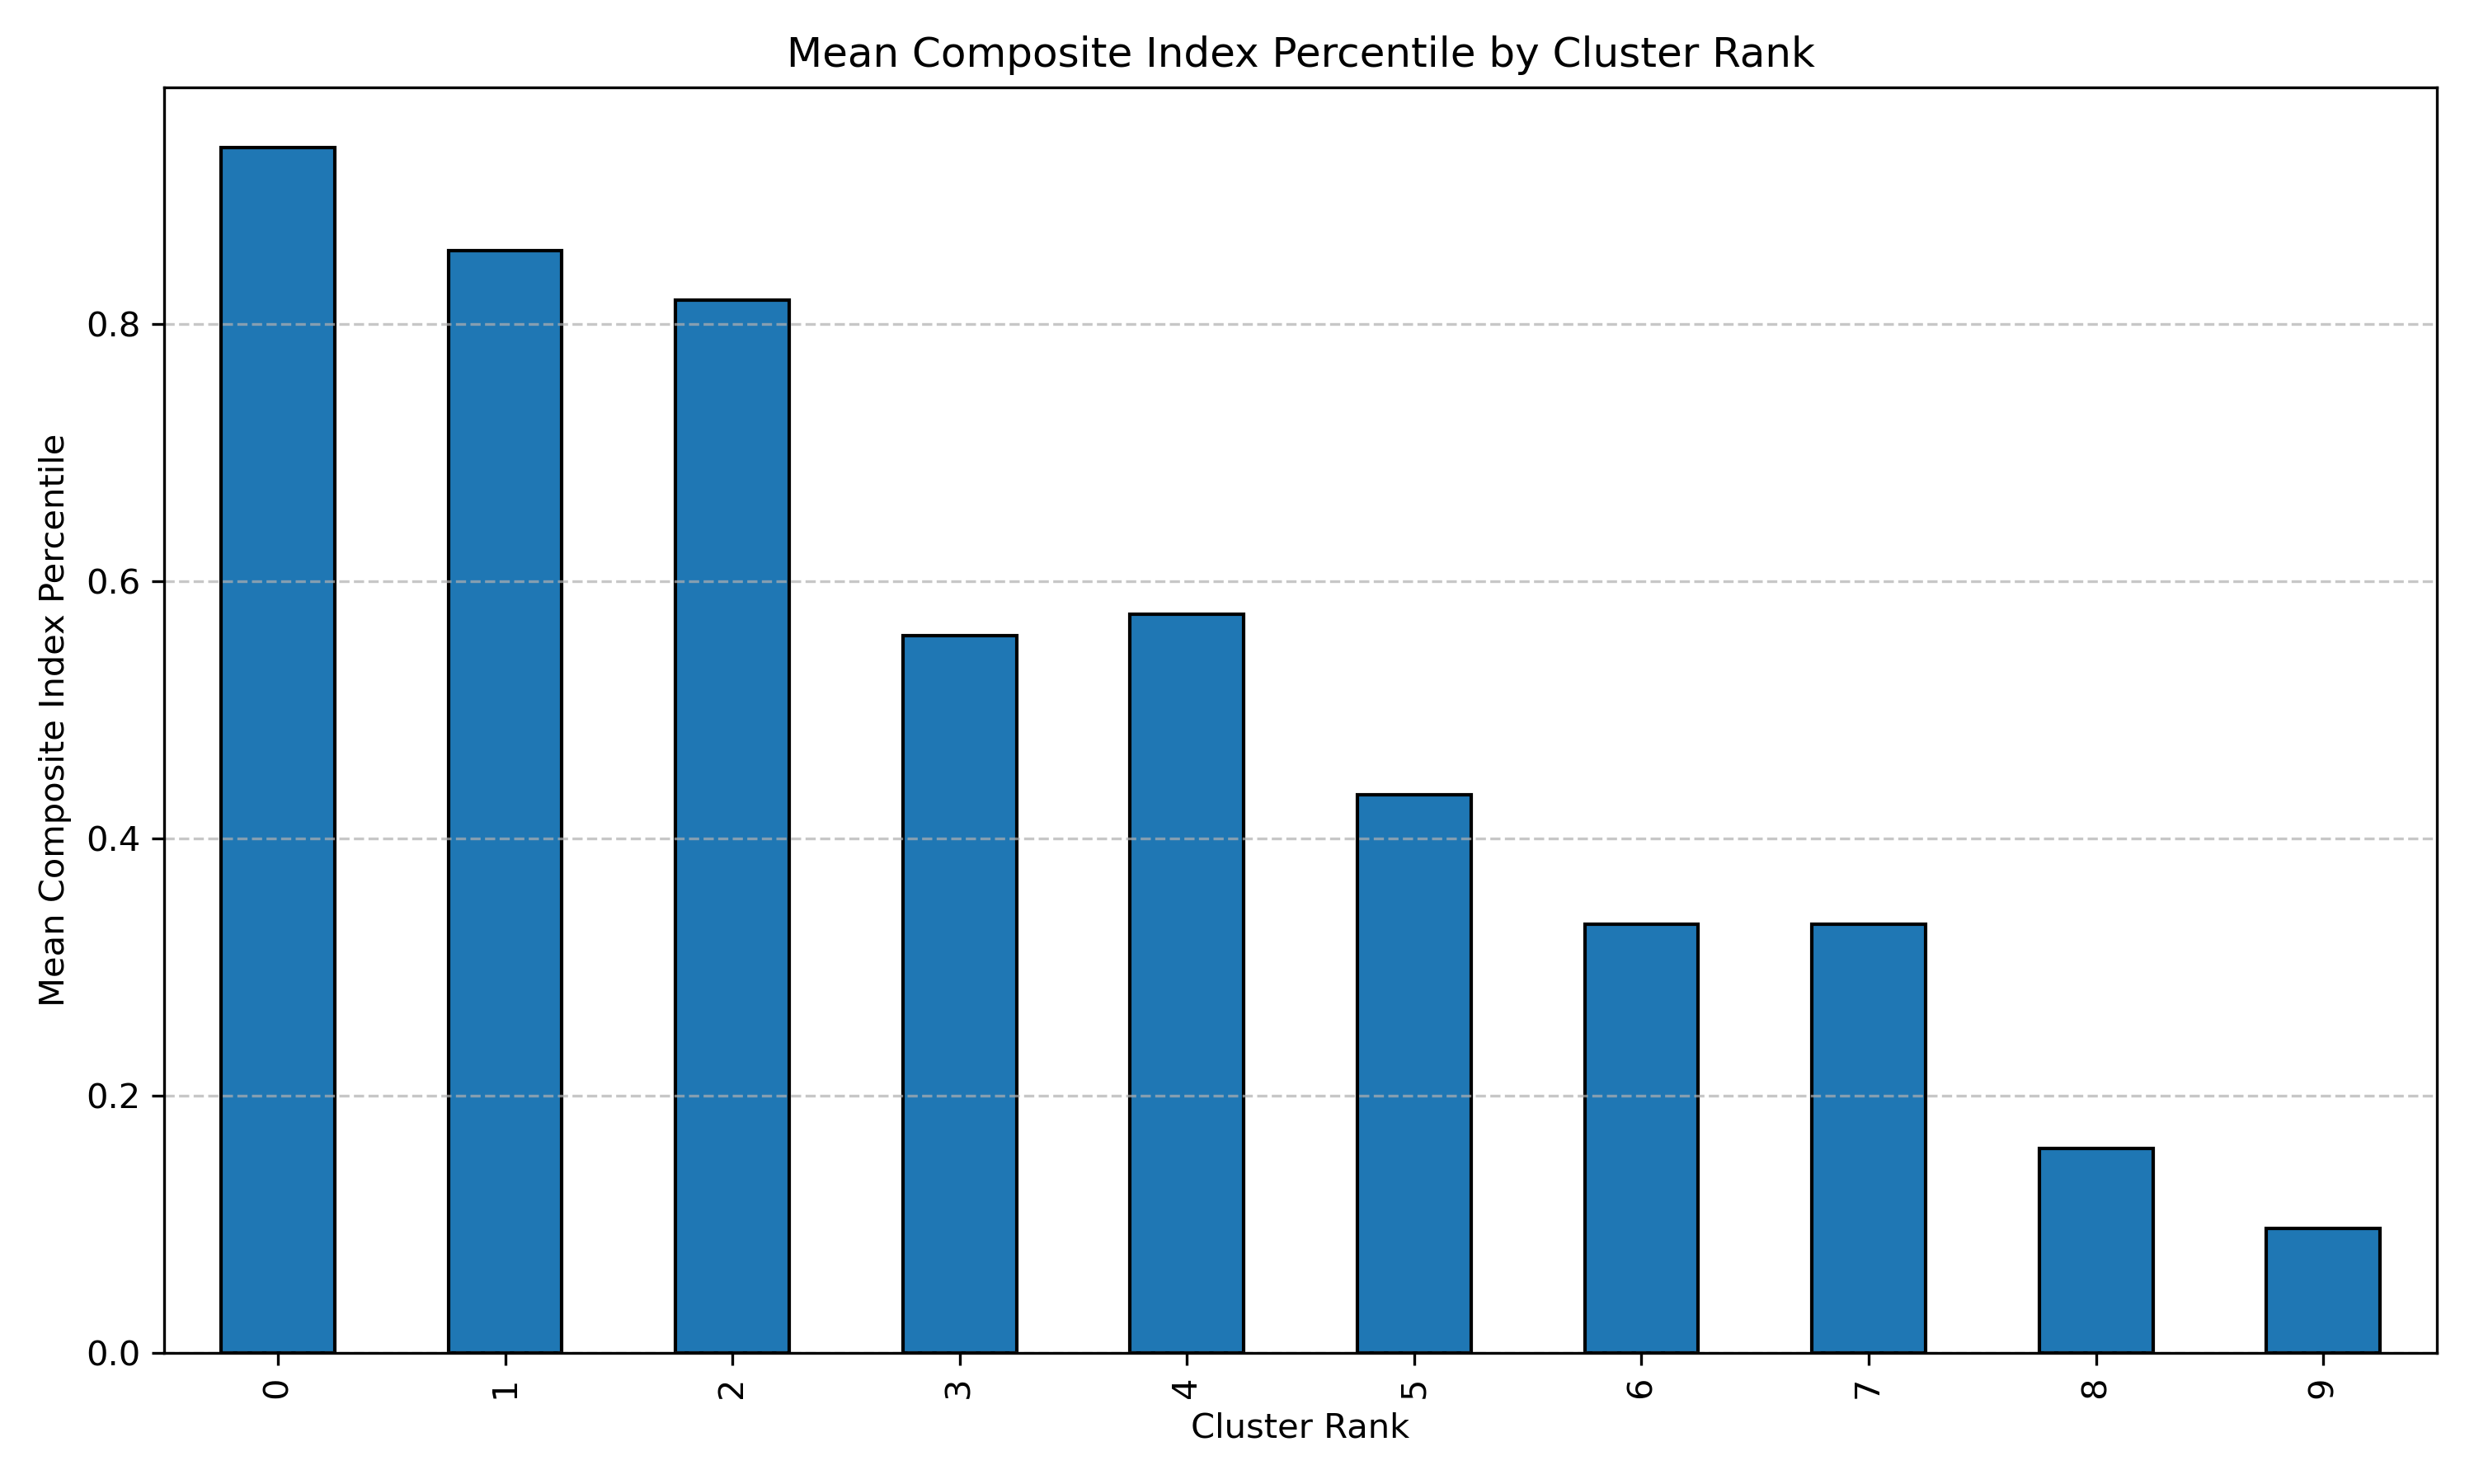 Mean Composite Index Percentile by Cluster Rank
Mean Composite Index Percentile
0.8
0.6
0.4
0.2
0.0
0 1 2 3 4 5 6 7 8 9
Cluster Rank